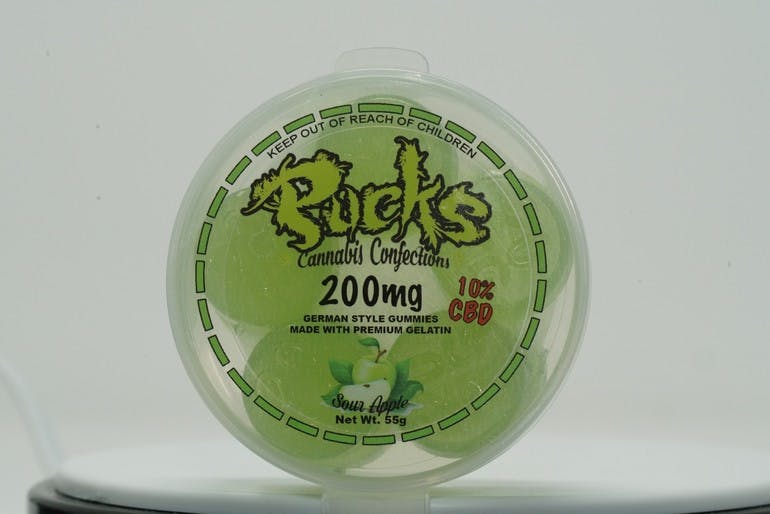 KEEP OUT OF REACH OF CHILDREN
Pucks
Cannabis Confections
200mg
10%
CBD
GERMAN STYLE GUMMIES
MADE WITH PREMIUM GELATIN
Sour Apple
Net Wt. 55g